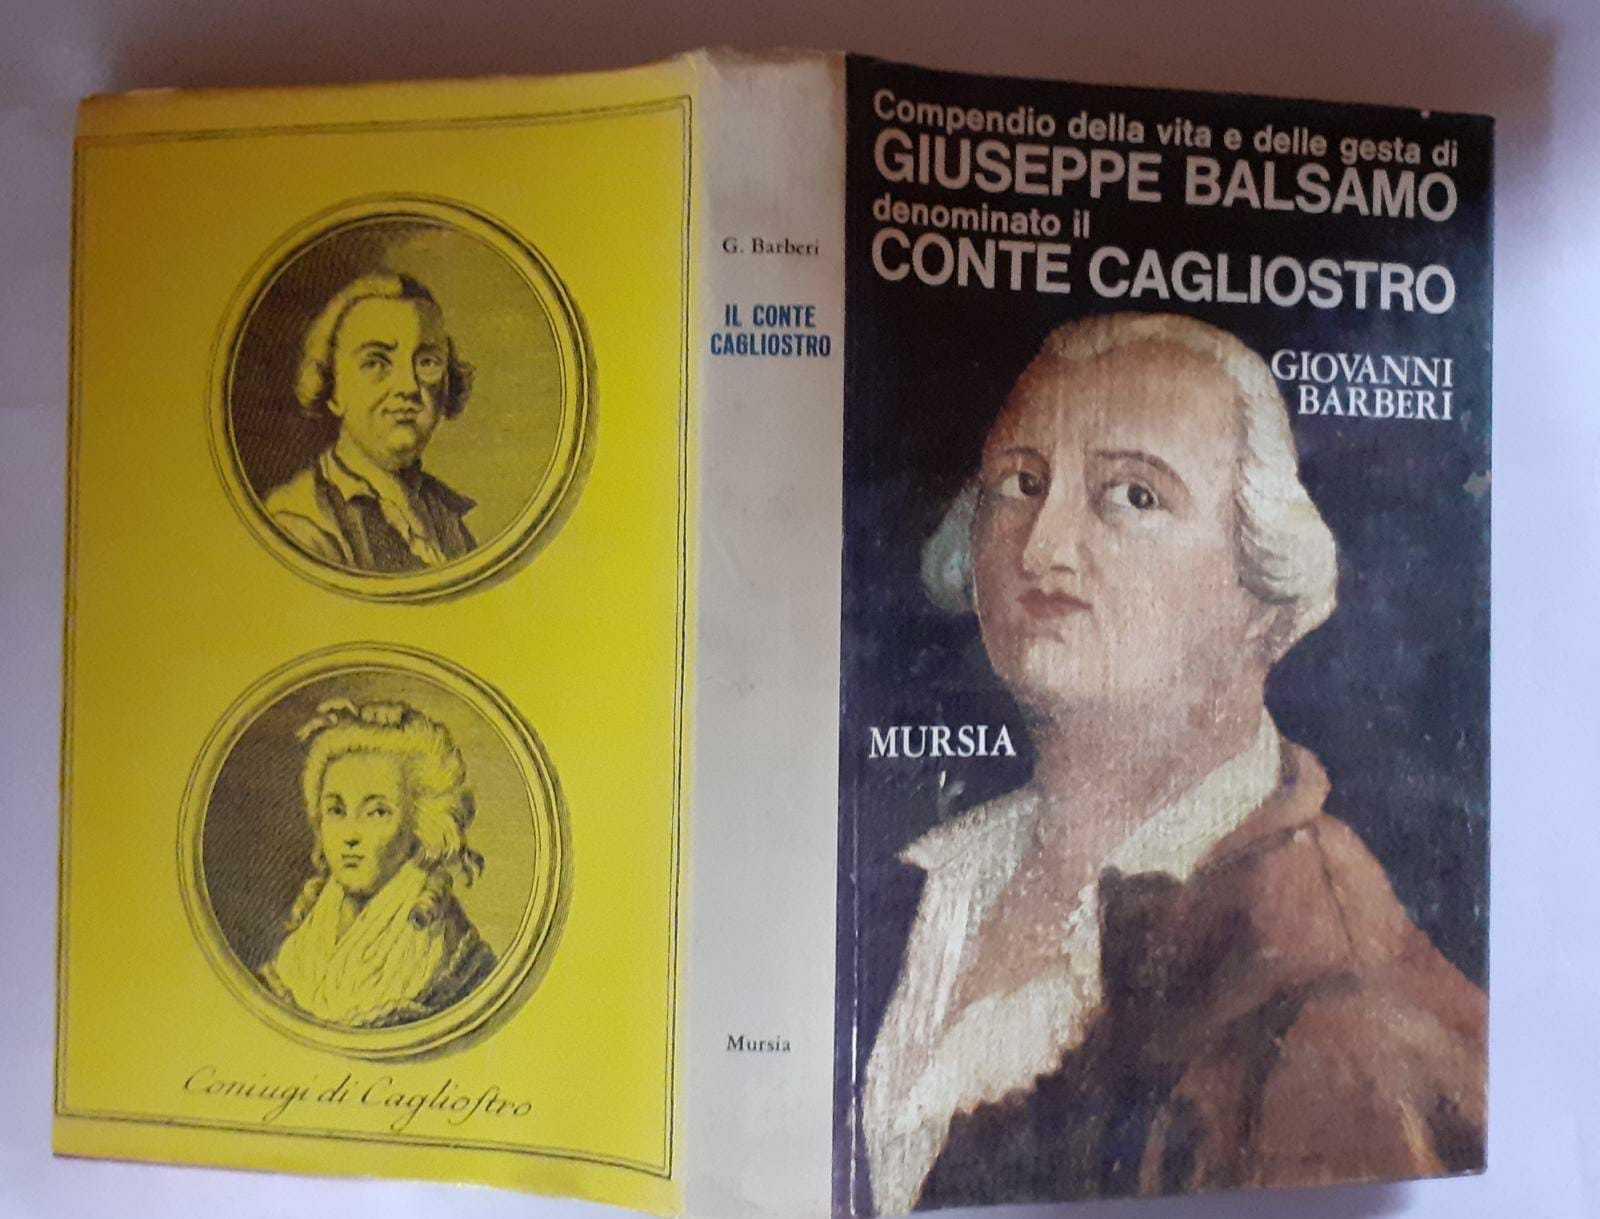 Coniugi di Caglioſtro
G. Barberi
IL CONTE
CAGLIOSTRO
Mursia
Compendio della vita e delle gesta di
GIUSEPPE BALSAMO
denominato il
CONTE CAGLIOSTRO
GIOVANNI
BARBERI
MURSIA